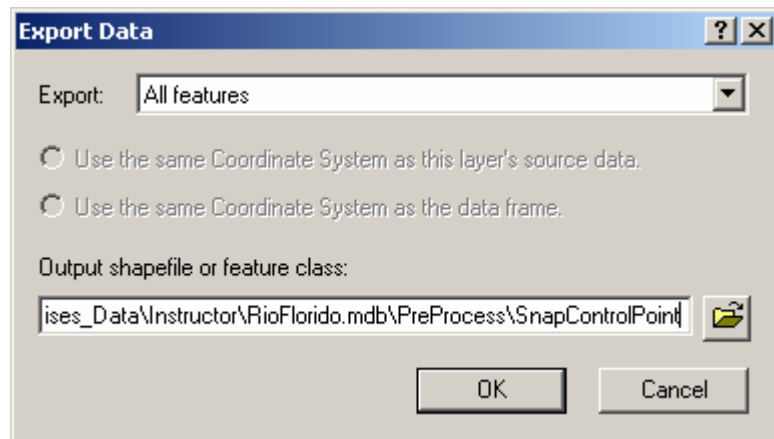 Export Data
Export: All features
Use the same Coordinate System as this layer's source data.
Use the same Coordinate System as the data frame.
Output shapefile or feature class:
ises_Data\Instructor\RioFlorido.mdb\PreProcess\SnapControlPoint
OK Cancel